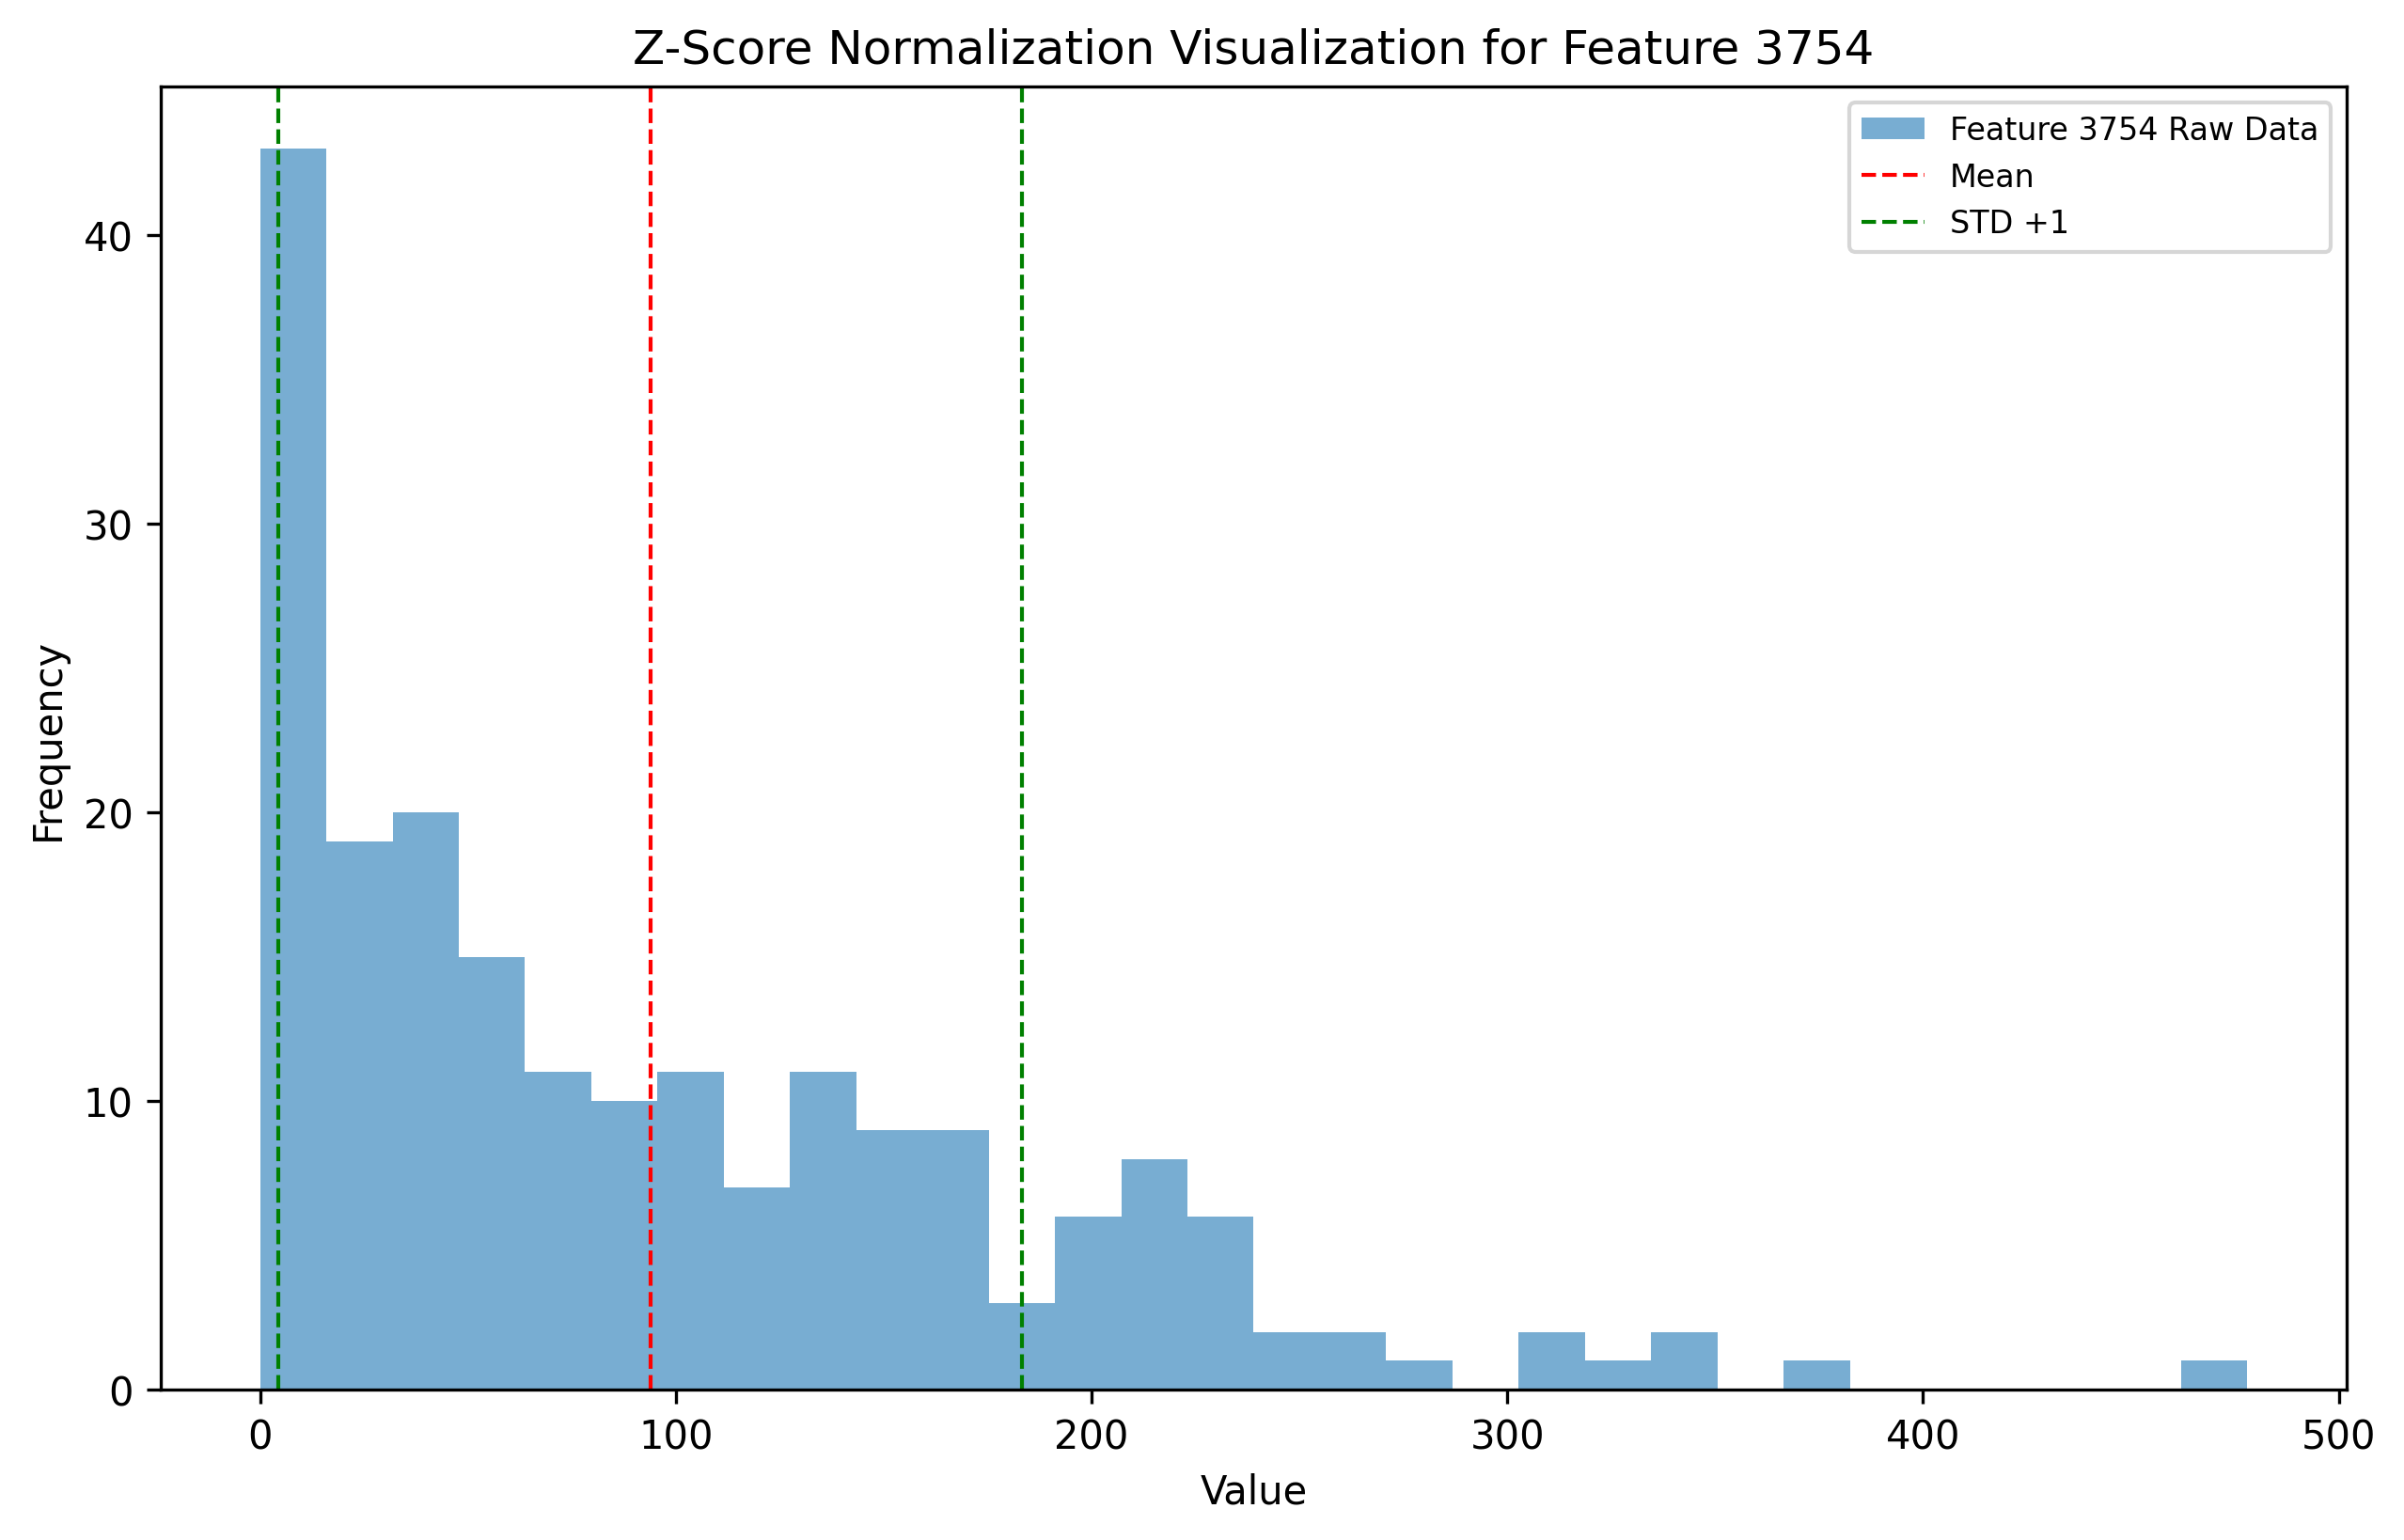 Z-Score Normalization Visualization for Feature 3754
Feature 3754 Raw Data
Mean
STD +1
Frequency
40
30
20
10
0
0 100 200 300 400 500
Value